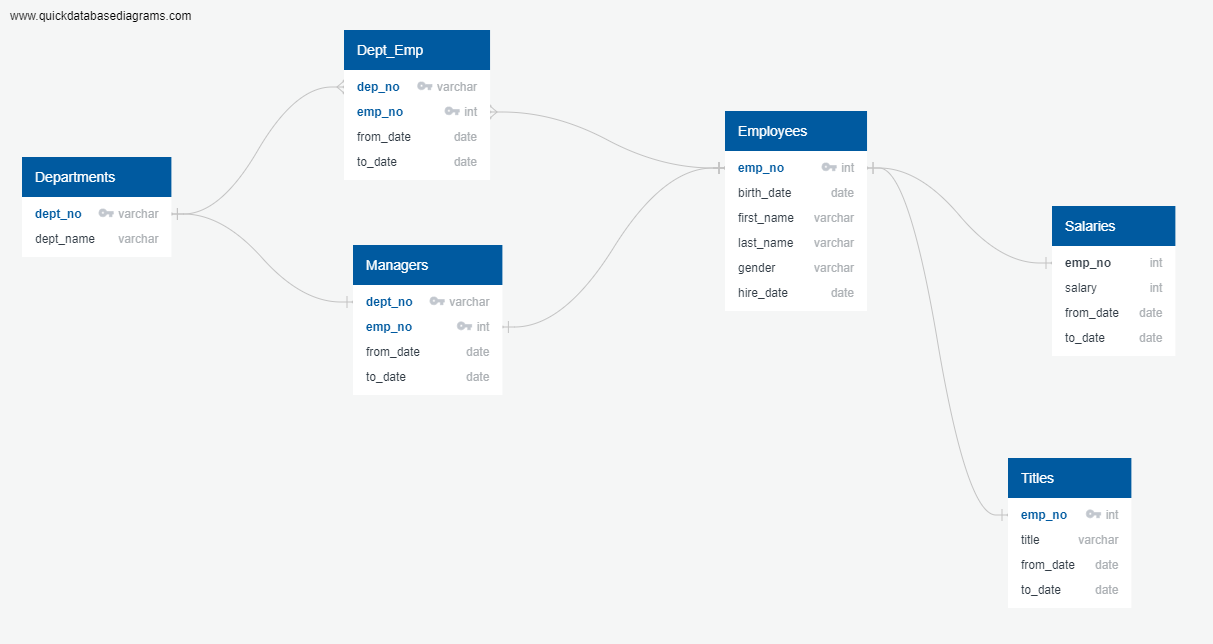 www.quickdatabasediagrams.com
Dept_Emp
dep_no varchar
emp_no int
from_date date
to_date date
Departments
dept_no varchar
dept_name varchar
Managers
dept_no varchar
emp_no int
from_date date
to_date date
Employees
emp_no int
birth_date date
first_name varchar
last_name varchar
gender varchar
hire_date date
Salaries
emp_no int
salary int
from_date date
to_date date
Titles
emp_no int
title varchar
from_date date
to_date date